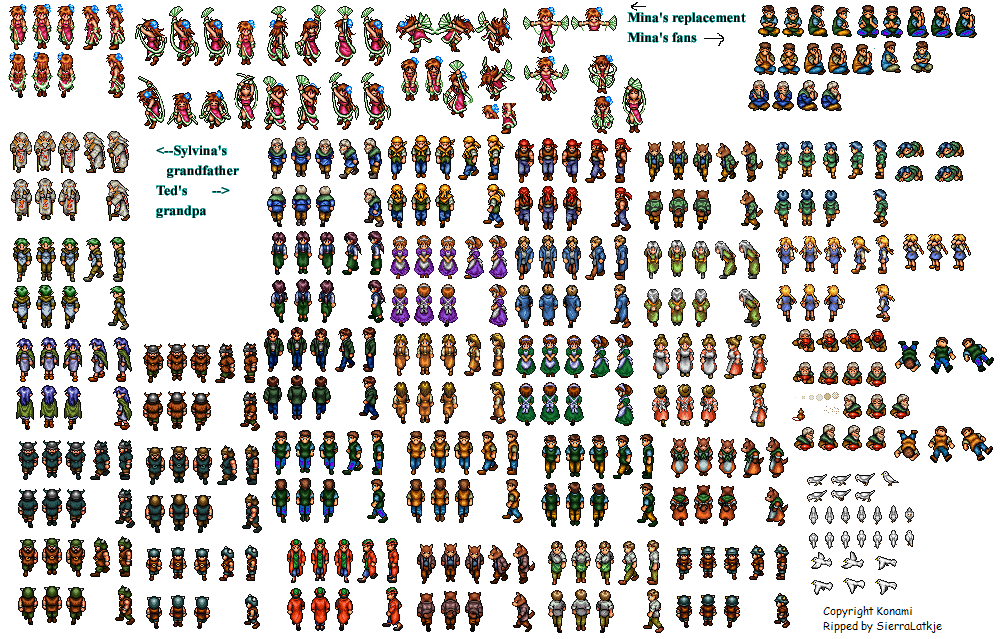 Mina's replacement
Mina's fans
<--Sylvina's
grandfather
Ted's -->
grandpa
Copyright Konami
Ripped by SierraLatkje